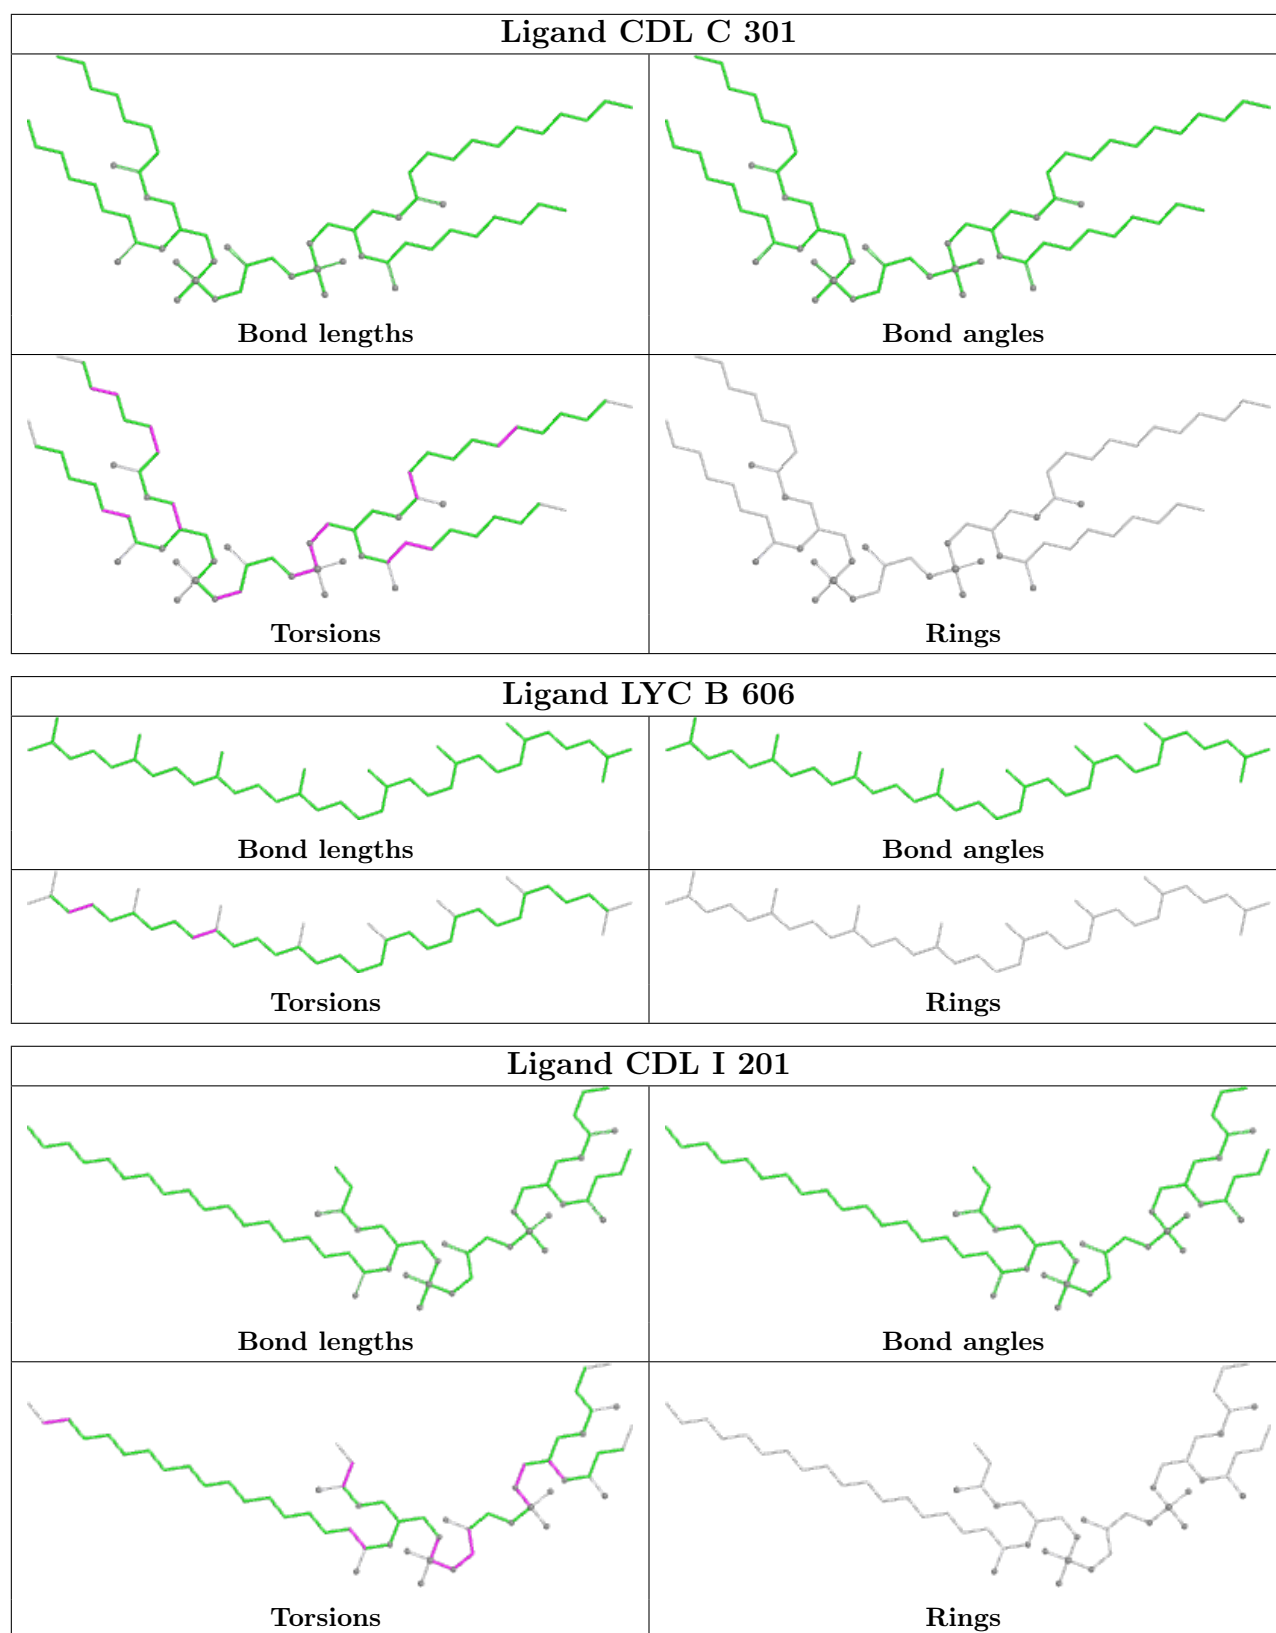 Ligand CDL C 301
Bond lengths
Bond angles
Torsions
Rings
Ligand LYC B 606
Bond lengths
Bond angles
Torsions
Rings
Ligand CDL I 201
Bond lengths
Bond angles
Torsions
Rings